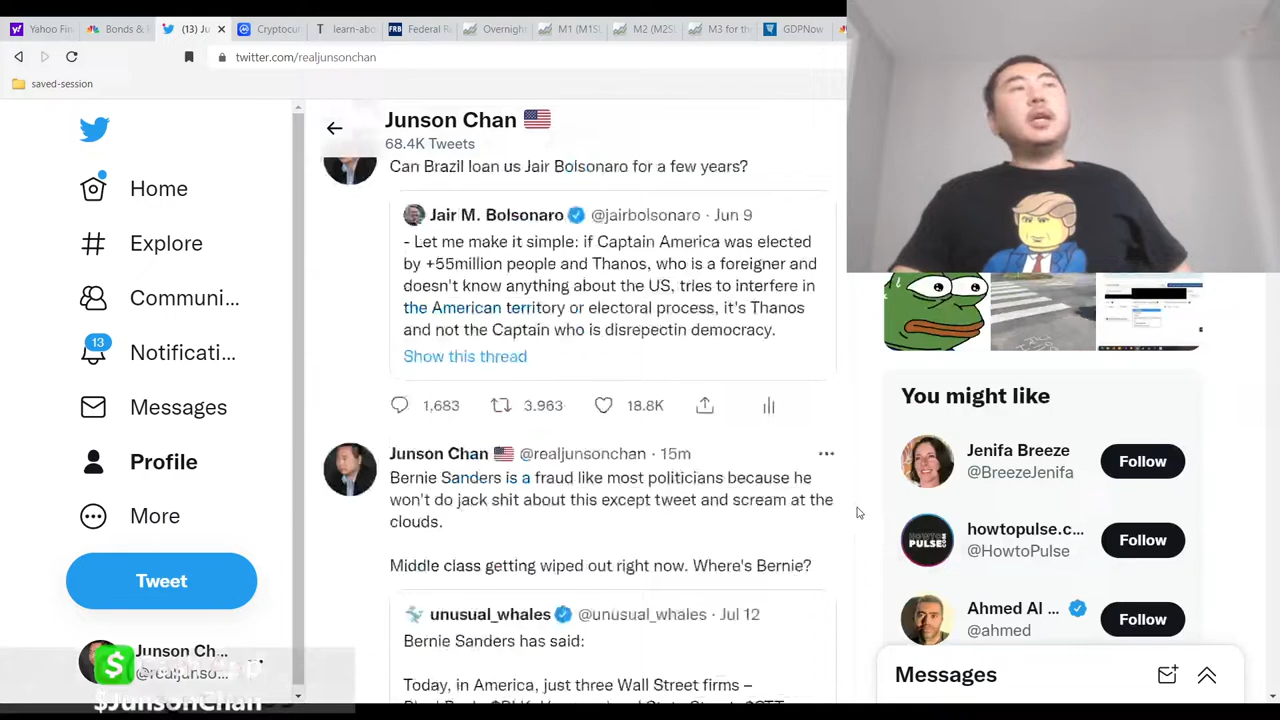 Yahoo Fin
Bonds &
(13) Ju
Cryptocur
learn-abo
FRB
Federal R
Overnigh
M1 (M1S
M2 (M2S
M3 for th
GDPNow
twitter.com/realjunsonchan
saved-session
Junson Chan
68.4K Tweets
Home
Explore
Communi...
13
Notificati...
Messages
Profile
More
Tweet
Junson Ch...
@realjunso...
$JunsonChan
Can Brazil loan us Jair Bolsonaro for a few years?
Jair M. Bolsonaro @jairbolsonaro · Jun 9
- Let me make it simple: if Captain America was elected
by +55million people and Thanos, who is a foreigner and
doesn't know anything about the US, tries to interfere in
the American territory or electoral process, it's Thanos
and not the Captain who is disrepectin democracy.
Show this thread
1,683 3,963 18.8K
Junson Chan @realjunsonchan · 15m
Bernie Sanders is a fraud like most politicians because he
won't do jack shit about this except tweet and scream at the
clouds.
Middle class getting wiped out right now. Where's Bernie?
unusual_whales @unusual_whales · Jul 12
Bernie Sanders has said:
Today, in America, just three Wall Street firms –
You might like
Jenifa Breeze
@BreezeJenifa
Follow
HOWTO
PULSE
howtopulse.c...
@HowtoPulse
Follow
Ahmed Al ...
@ahmed
Follow
Messages